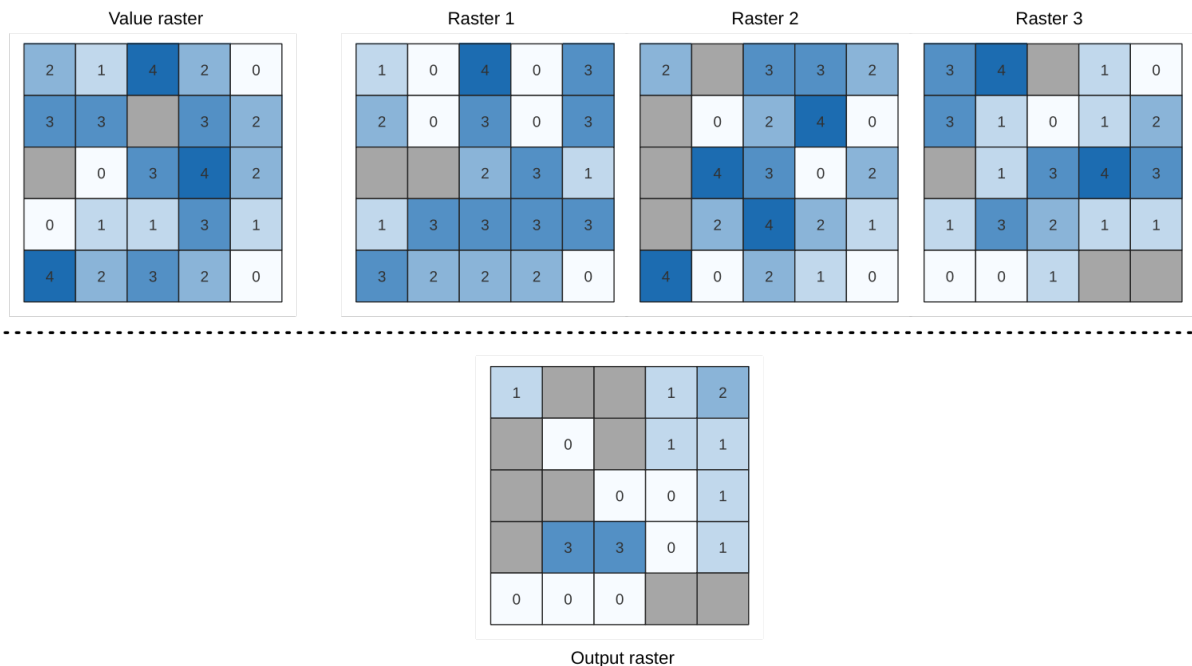 Value raster Raster 1 Raster 2 Raster 3
2 1 4 2 0 1 0 4 0 3 2 3 3 2 3 4 1 0
3 3 3 2 2 0 3 0 3 0 2 4 0 3 1 0 1 2
0 3 4 2 2 3 1 4 3 0 2 1 3 4 3
0 1 1 3 1 1 3 3 3 3 2 4 2 1 1 3 2 1 1
4 2 3 2 0 3 2 2 2 0 4 0 2 1 0 0 0 1
1 1 2
0 1 1
0 0 1
3 3 0 1
0 0 0
Output raster